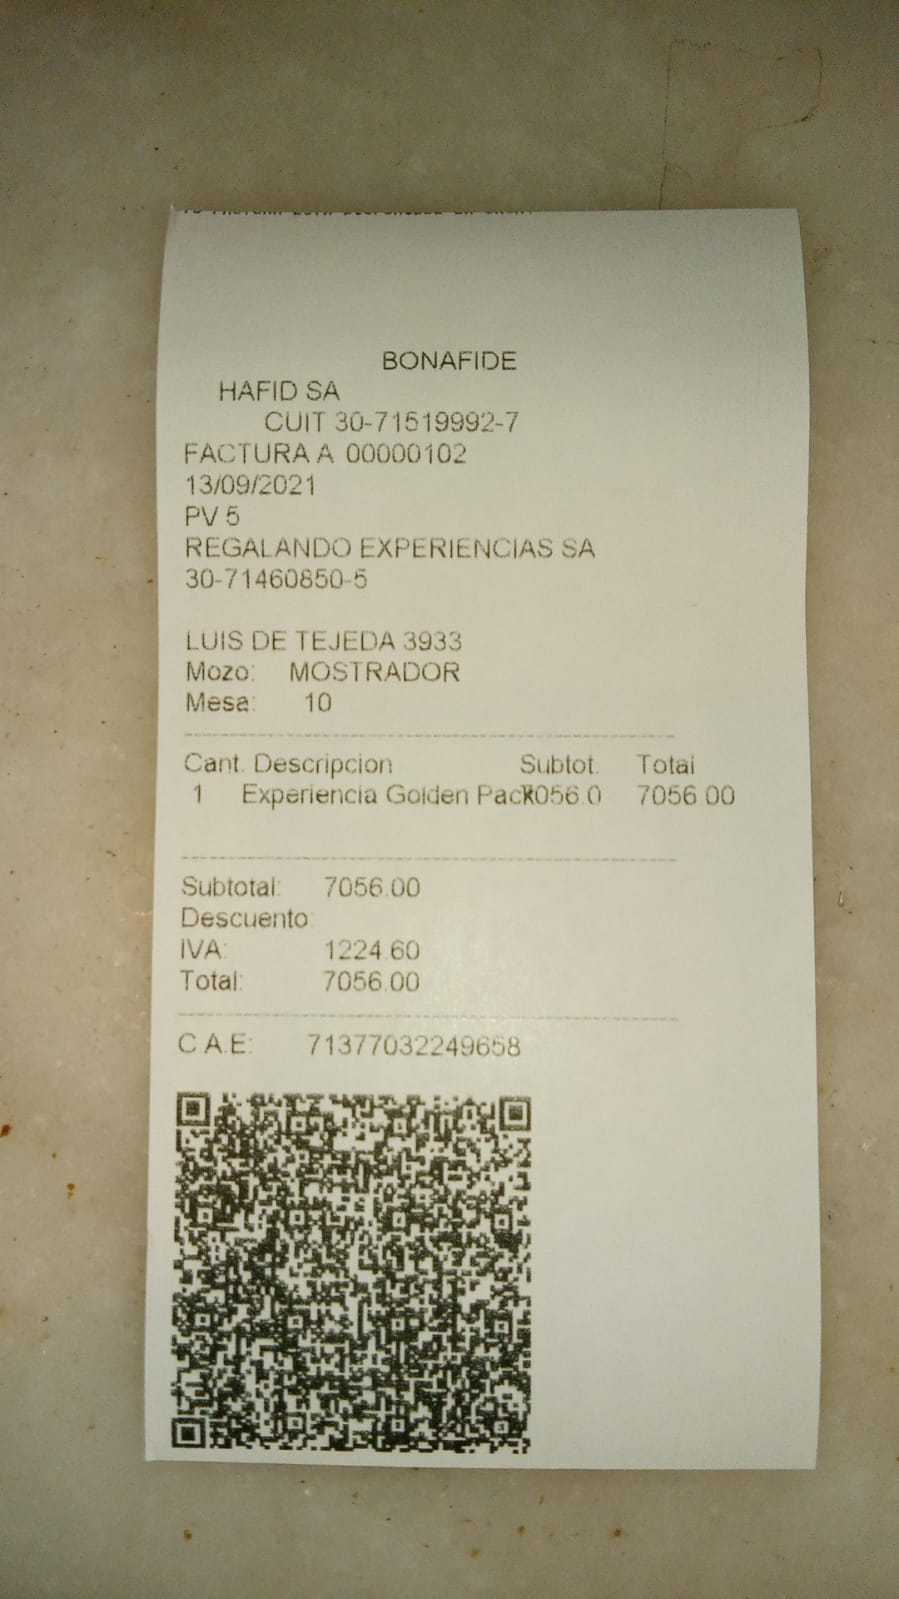 BONAFIDE
HAFID SA
CUIT 30-71519992-7
FACTURA A 00000102
13/09/2021
PV 5
REGALANDO EXPERIENCIAS SA
30-71460850-5
LUIS DE TEJEDA 3933
Mozo: MOSTRADOR
Mesa: 10
Cant. Descripcion Subtot. Total
1 Experiencia Golden Pack 7056.0 7056.00
Subtotal: 7056.00
Descuento:
IVA: 1224.60
Total: 7056.00
C.A.E: 71377032249658